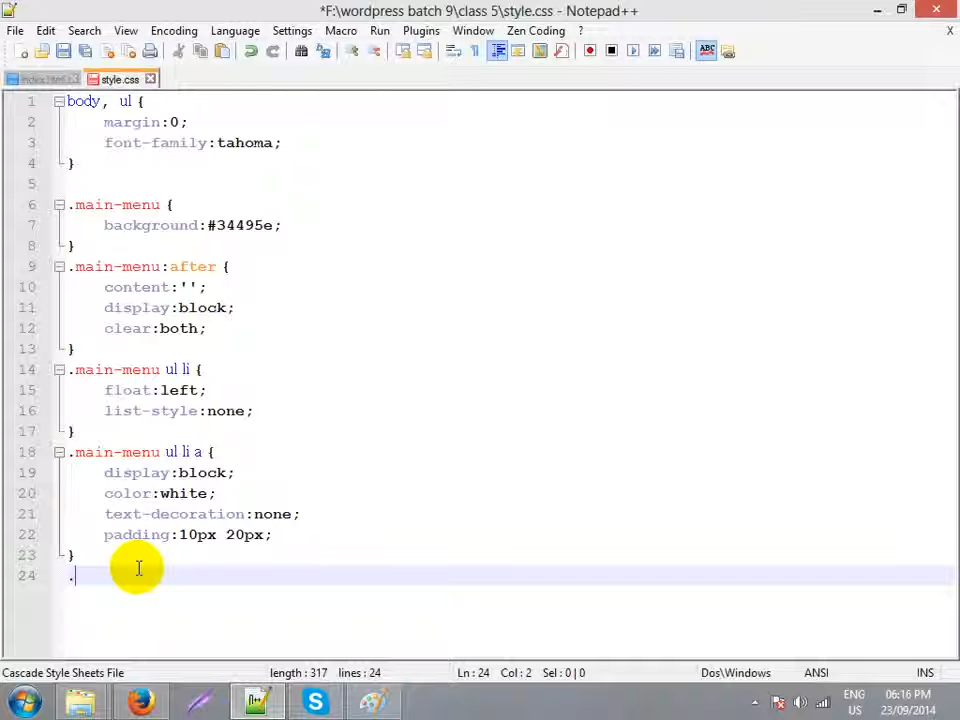 *F:\wordpress batch 9\class 5\style.css - Notepad++
File Edit Search View Encoding Language Settings Macro Run Plugins Window Zen Coding ? X
index.html style.css
1 body, ul {
2 margin:0;
3 font-family:tahoma;
4 }
5
6 .main-menu {
7 background:#34495e;
8 }
9 .main-menu:after {
10 content:'';
11 display:block;
12 clear:both;
13 }
14 .main-menu ul li {
15 float:left;
16 list-style:none;
17 }
18 .main-menu ul li a {
19 display:block;
20 color:white;
21 text-decoration:none;
22 padding:10px 20px;
23 }
24 .
Cascade Style Sheets File length : 317 lines : 24 Ln : 24 Col : 2 Sel : 0 | 0 Dos\Windows ANSI INS
ENG 06:16 PM
US 23/09/2014